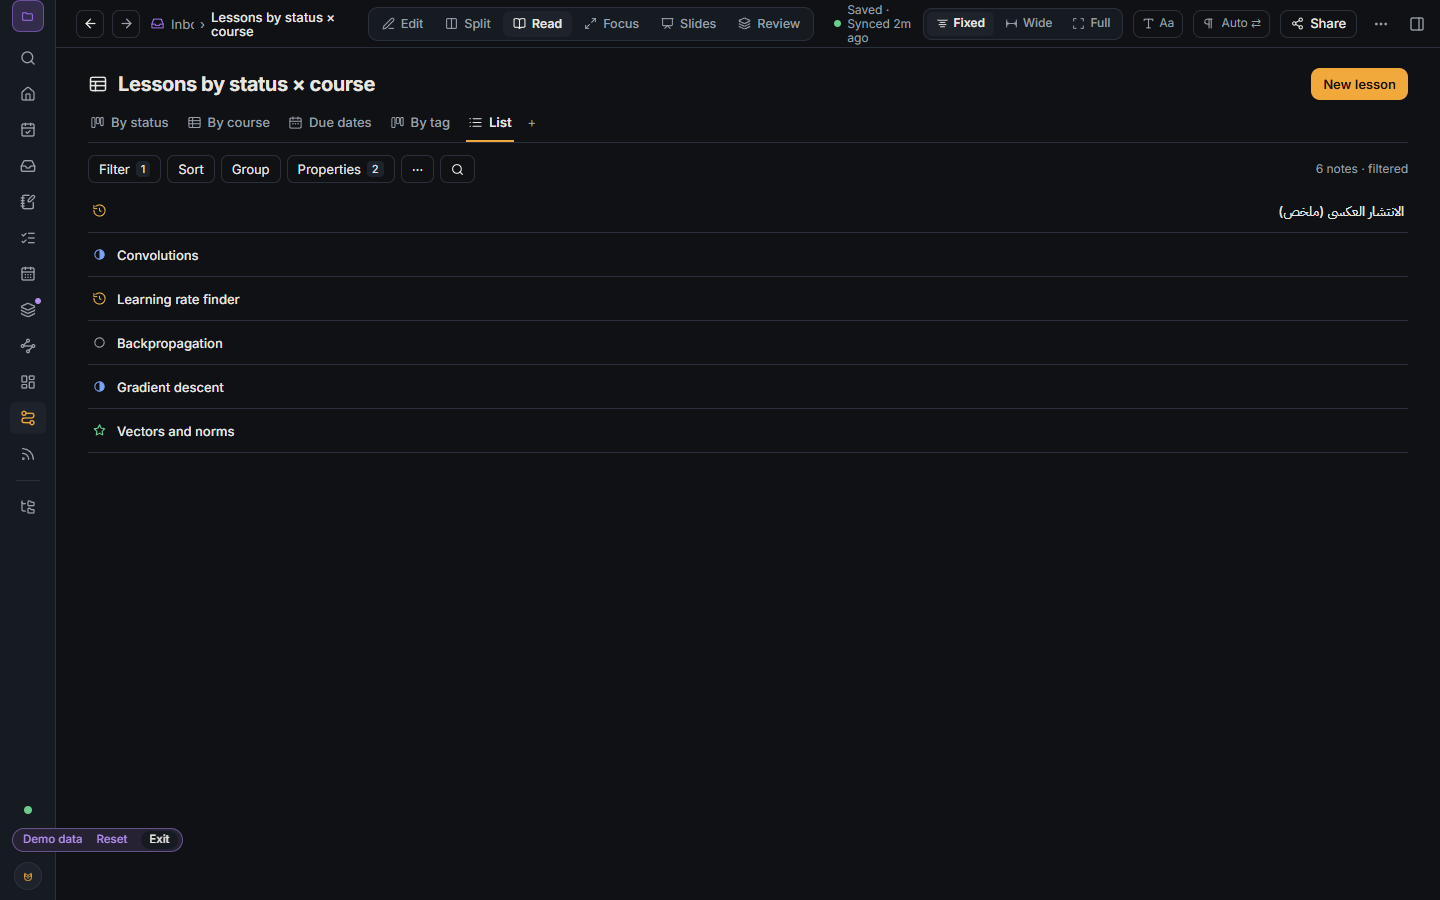 Inbc › Lessons by status × course
Edit Split Read Focus Slides Review
Saved · Synced 2m ago
Fixed Wide Full
Aa
Auto
Share
Lessons by status × course
New lesson
By status By course Due dates By tag List +
Filter 1 Sort Group Properties 2 ...
6 notes · filtered
الانتشار العكسي (ملخص)
Convolutions
Learning rate finder
Backpropagation
Gradient descent
Vectors and norms
Demo data Reset Exit